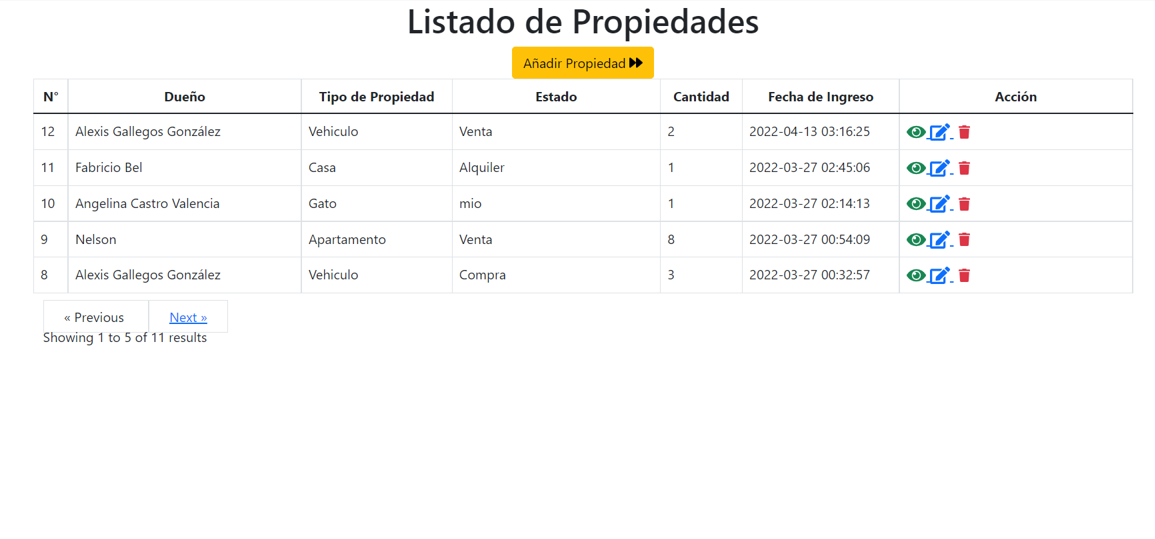 Listado de Propiedades
Añadir Propiedad
N° Dueño Tipo de Propiedad Estado Cantidad Fecha de Ingreso Acción
12 Alexis Gallegos González Vehiculo Venta 2 2022-04-13 03:16:25
11 Fabricio Bel Casa Alquiler 1 2022-03-27 02:45:06
10 Angelina Castro Valencia Gato mio 1 2022-03-27 02:14:13
9 Nelson Apartamento Venta 8 2022-03-27 00:54:09
8 Alexis Gallegos González Vehiculo Compra 3 2022-03-27 00:32:57
« Previous Next »
Showing 1 to 5 of 11 results